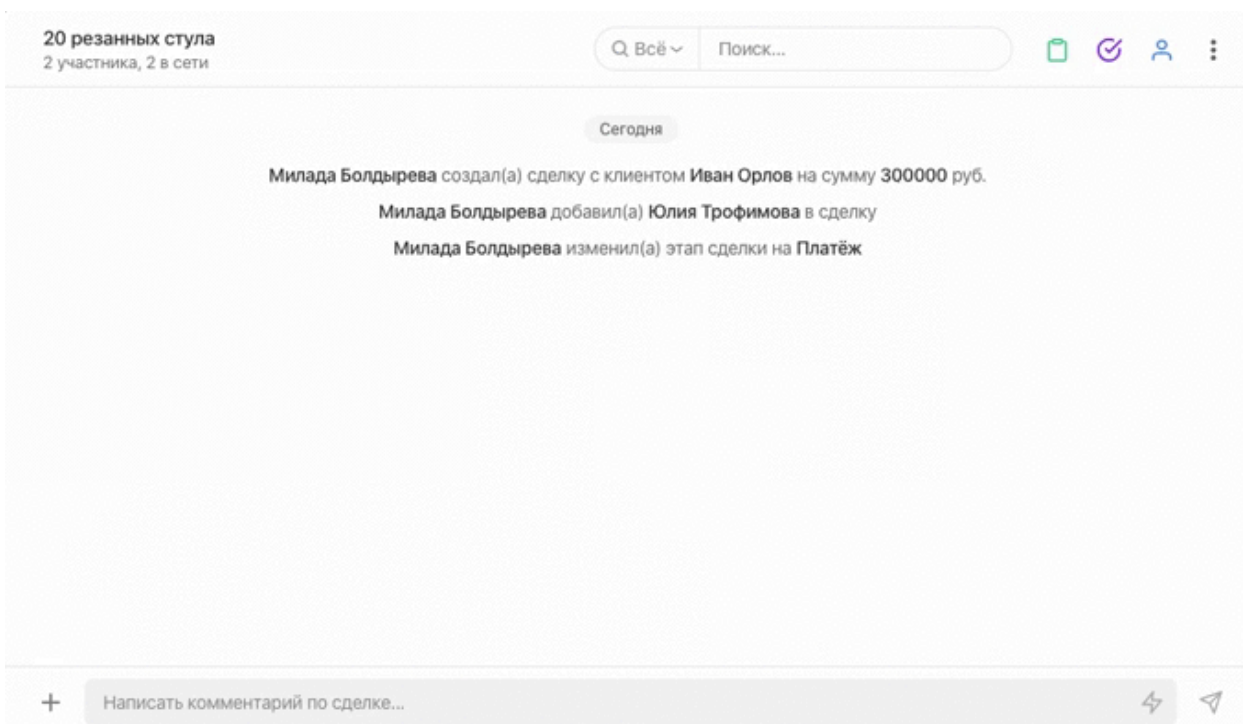 20 резанных стула
2 участника, 2 в сети
Всё
Поиск...
Сегодня
Милада Болдырева создал(а) сделку с клиентом Иван Орлов на сумму 300000 руб.
Милада Болдырева добавил(а) Юлия Трофимова в сделку
Милада Болдырева изменил(а) этап сделки на Платёж
Написать комментарий по сделке...